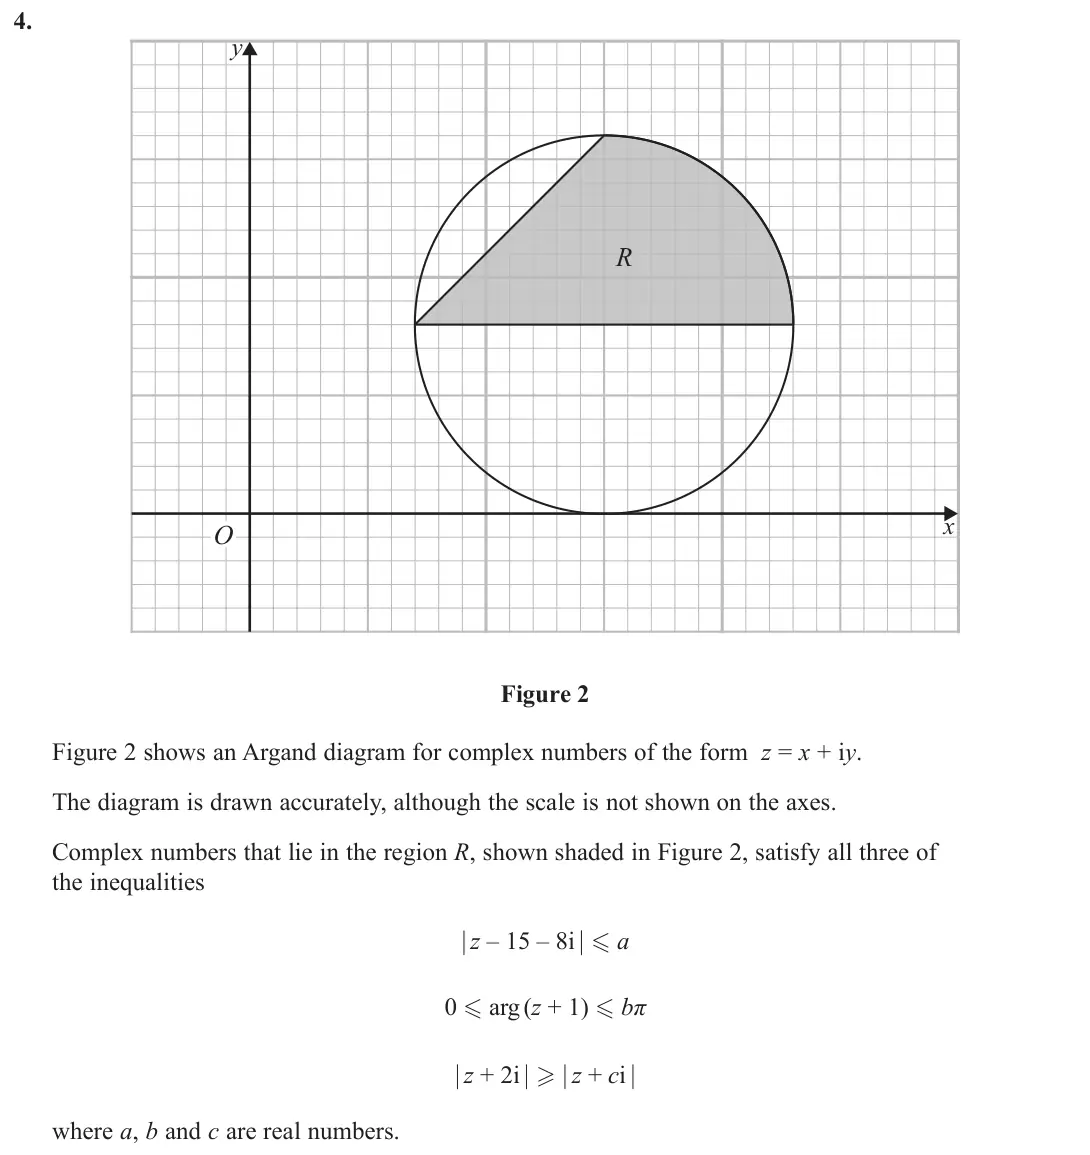 4.
y
R
O
x
Figure 2
Figure 2 shows an Argand diagram for complex numbers of the form z = x + iy.
The diagram is drawn accurately, although the scale is not shown on the axes.
Complex numbers that lie in the region R, shown shaded in Figure 2, satisfy all three of
the inequalities
|z – 15 – 8i| ⩽ a
0 ⩽ arg (z + 1) ⩽ bπ
|z + 2i| ⩾ |z + ci|
where a, b and c are real numbers.